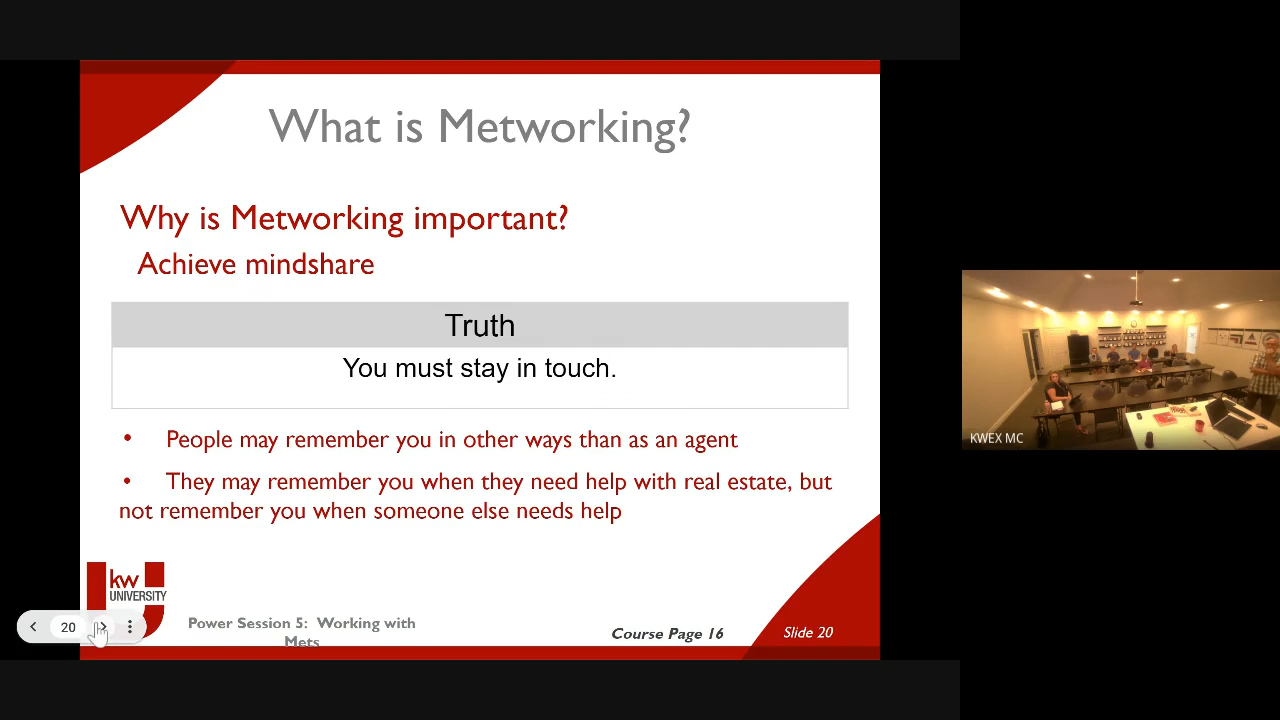 What is Metworking?
Why is Metworking important?
Achieve mindshare
Truth
You must stay in touch.
• People may remember you in other ways than as an agent
• They may remember you when they need help with real estate, but
not remember you when someone else needs help
kw
UNIVERSITY
20
Power Session 5: Working with
Mets
Course Page 16
Slide 20
KWEX MC